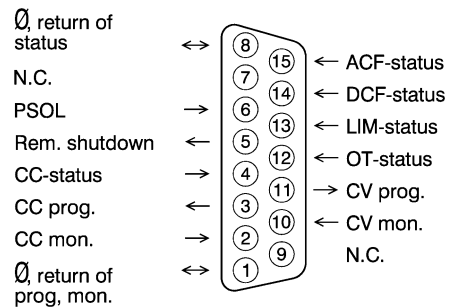 Ø, return of
status
N.C.
PSOL
Rem. shutdown
CC-status
CC prog.
CC mon.
Ø, return of
prog, mon.
8
7
6
5
4
3
2
1
15
14
13
12
11
10
9
ACF-status
DCF-status
LIM-status
OT-status
CV prog.
CV mon.
N.C.